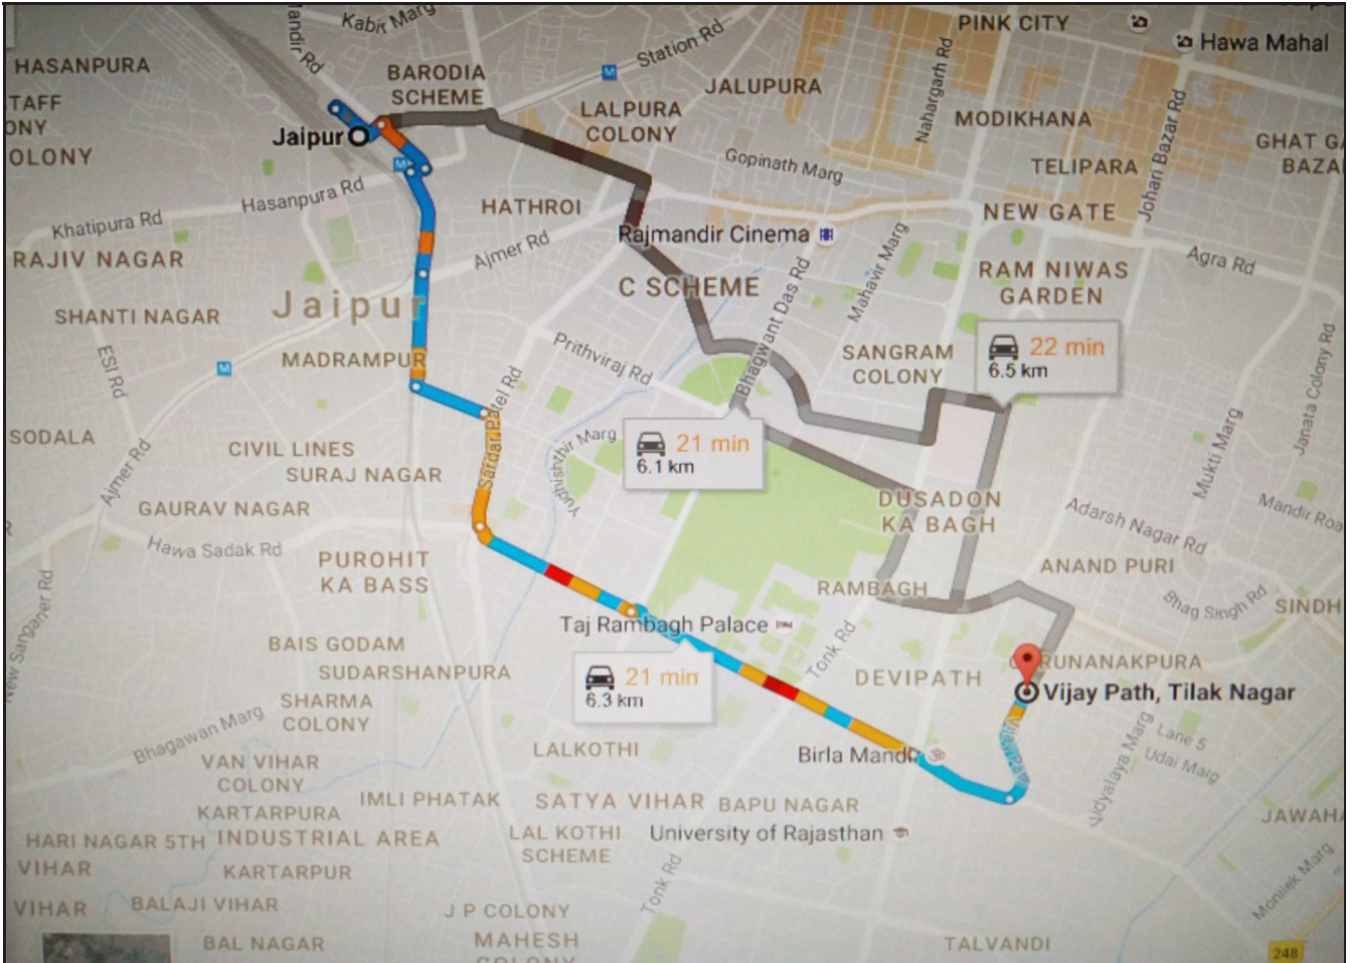 Kabir Marg
Station Rd
PINK CITY
Hawa Mahal
HASANPURA
BARODIA
SCHEME
JALUPURA
LALPURA
COLONY
Nahargarh Rd
MODIKHANA
Johari Bazar Rd
TAFF
ONY
OLONY
Jaipur
GHAT GA
BAZA
Gopinath Marg
TELIPARA
Hasanpura Rd
HATHROI
NEW GATE
Khatipura Rd
Rajmandir Cinema
Mahavir Marg
Ajmer Rd
RAJIV NAGAR
Agra Rd
C SCHEME
Bhagwant Das Rd
RAM NIWAS
GARDEN
Jaipur
SHANTI NAGAR
MADRAMPUR
ESI Rd
Prithviraj Rd
SANGRAM
COLONY
22 min
6.5 km
Janata Colony Rd
Sardar Patel Rd
SODALA
CIVIL LINES
SURAJ NAGAR
Yudhishthir Marg
21 min
6.1 km
Mukti Marg
Ajmer Rd
GAURAV NAGAR
DUSADON
KA BAGH
Mandir Roa
Adarsh Nagar Rd
Hawa Sadak Rd
PUROHIT
KA BASS
RAMBAGH
ANAND PURI
Bhag Singh Rd
SINDH
New Sanganer Rd
Taj Rambagh Palace
Tonk Rd
BAIS GODAM
SUDARSHANPURA
21 min
6.3 km
DEVIPATH
RUNANAKPURA
Vijay Path, Tilak Nagar
SHARMA
COLONY
Bhagawan Marg
LALKOTHI
Birla Mandir
Vijay Path
Vidyalaya Marg
Lane 5
Udai Marg
VAN VIHAR
COLONY
KARTARPURA
IMLI PHATAK
SATYA VIHAR
BAPU NAGAR
JAWAHA
HARI NAGAR 5TH
INDUSTRIAL AREA
LAL KOTHI
SCHEME
University of Rajasthan
VIHAR
KARTARPUR
Tonk Rd
Monilek Marg
VIHAR
BALAJI VIHAR
J P COLONY
BAL NAGAR
MAHESH
COLONY
TALVANDI
248